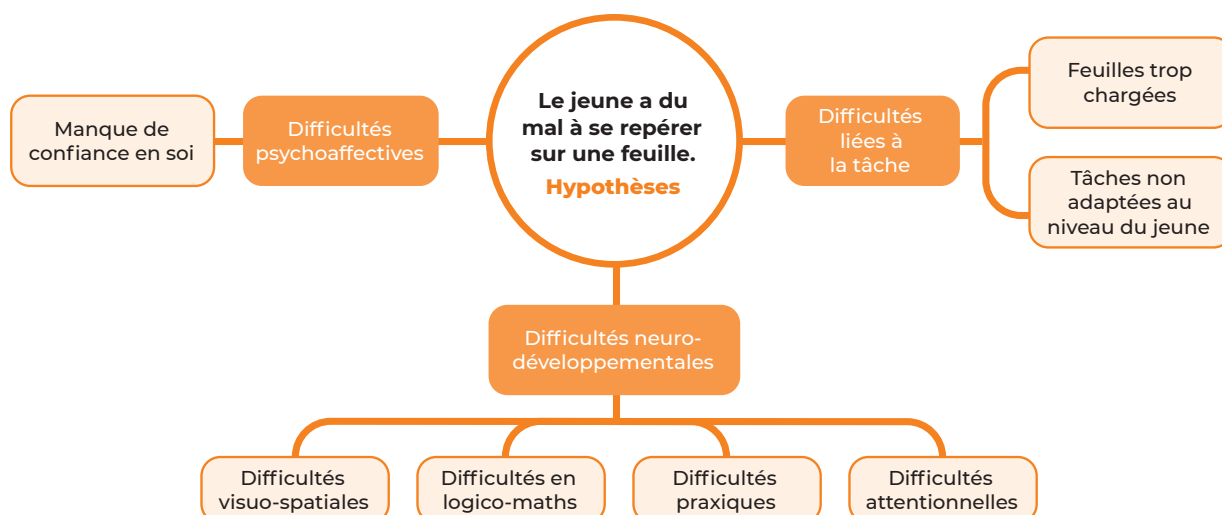 Le jeune a du
mal à se repérer
sur une feuille.
Hypothèses
Difficultés
psychoaffectives
Manque de
confiance en soi
Difficultés
liées à
la tâche
Feuilles trop
chargées
Tâches non
adaptées au
niveau du jeune
Difficultés neuro-
développementales
Difficultés
visuo-spatiales
Difficultés en
logico-maths
Difficultés
praxiques
Difficultés
attentionnelles